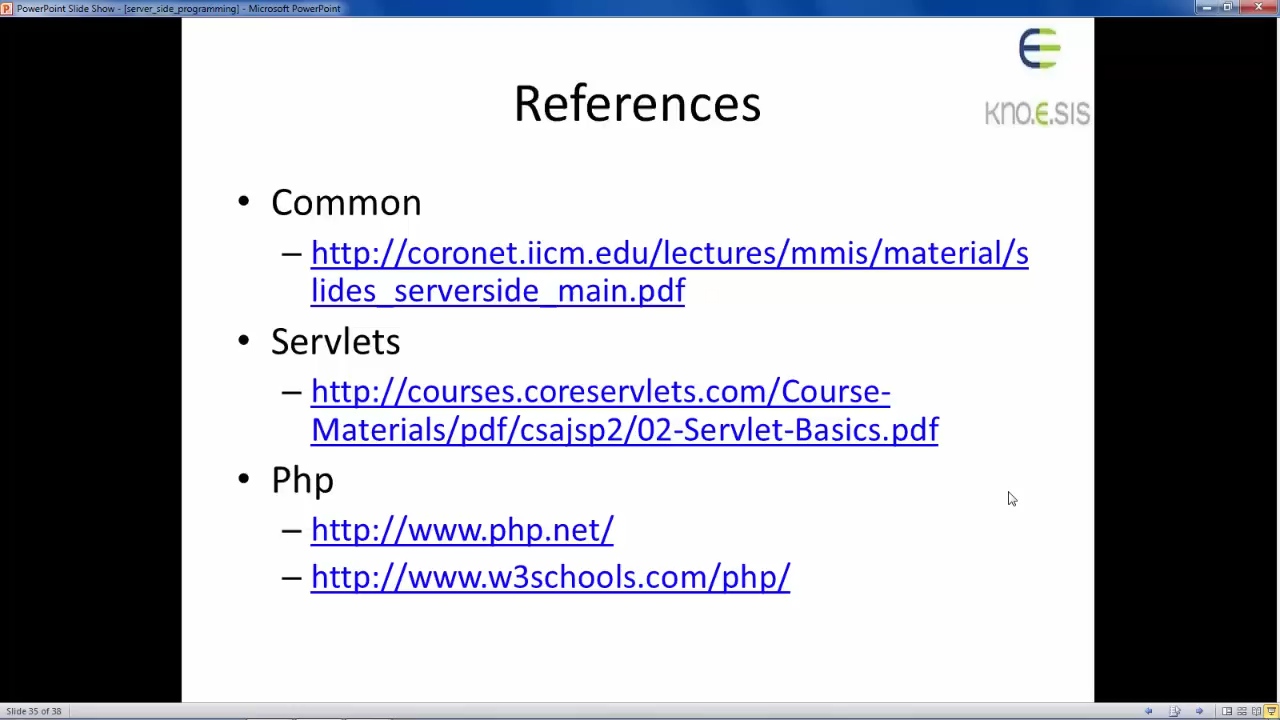 PowerPoint Slide Show - [server_side_programming] - Microsoft PowerPoint
References
KNO.E.SIS
• Common
– http://coronet.iicm.edu/lectures/mmis/material/s
lides_serverside_main.pdf
• Servlets
– http://courses.coreservlets.com/Course-
Materials/pdf/csajsp2/02-Servlet-Basics.pdf
• Php
– http://www.php.net/
– http://www.w3schools.com/php/
Slide 35 of 38